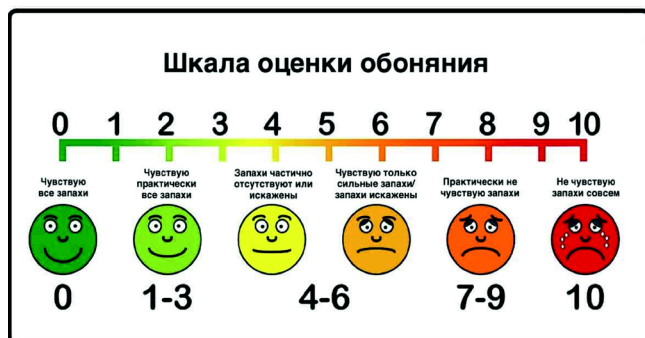 Шкала оценки обоняния
0 1 2 3 4 5 6 7 8 9 10
Чувствую
все запахи
Чувствую
практически
все запахи
Запахи частично
отсутствуют или
искажены
Чувствую только
сильные запахи/
запахи искажены
Практически не
чувствую запахи
Не чувствую
запахи совсем
0 1-3 4-6 7-9 10